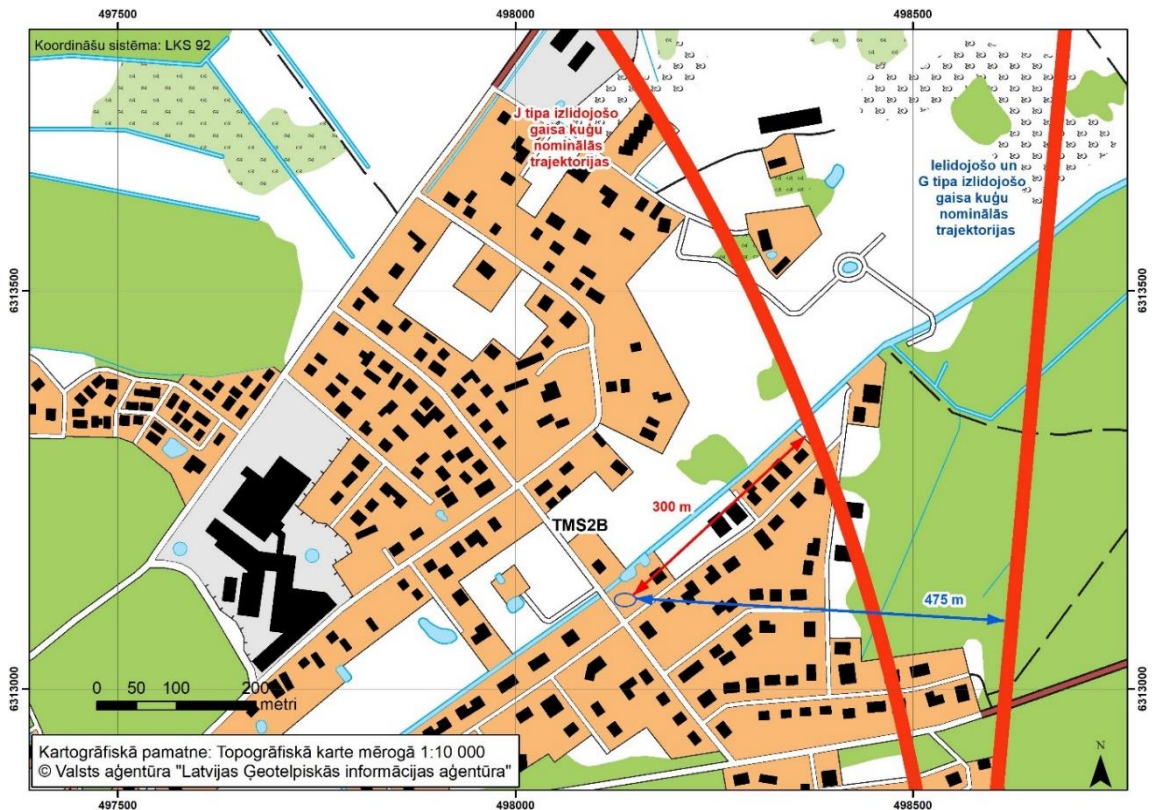 497500
498000
498500
Koordināšu sistēma: LKS 92
J tipa izlidojošo
gaisa kuģu
nominālās
trajektorijas
Ielidojošo un
G tipa izlidojošo
gaisa kuģu
nominālās
trajektorijas
6313500
6313500
300 m
TMS2B
475 m
6313000
6313000
0 50 100 200
metri
Kartogrāfiskā pamatne: Topogrāfiskā karte mērogā 1:10 000
© Valsts aģentūra "Latvijas Ģeotelpiskās informācijas aģentūra"
N
497500
498000
498500